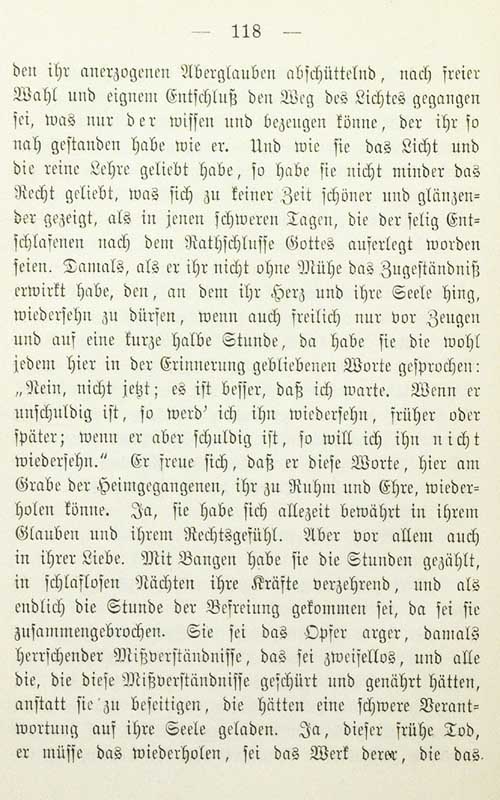 — 118 —
den ihr anerzogenen Aberglauben abschüttelnd, nach freier
Wahl und eignem Entschluß den Weg des Lichtes gegangen
sei, was nur der wissen und bezeugen könne, der ihr so
nah gestanden habe wie er. Und wie sie das Licht und
die reine Lehre geliebt habe, so habe sie nicht minder das
Recht geliebt, was sich zu keiner Zeit schöner und glänzen-
der gezeigt, als in jenen schweren Tagen, die der selig Ent-
schlafenen nach dem Rathschlusse Gottes auferlegt worden
seien. Damals, als er ihr nicht ohne Mühe das Zugeständniß
erwirkt habe, den, an dem ihr Herz und ihre Seele hing,
wiedersehn zu dürfen, wenn auch freilich nur vor Zeugen
und auf eine kurze halbe Stunde, da habe sie die wohl
jedem hier in der Erinnerung gebliebenen Worte gesprochen:
„Nein, nicht jetzt; es ist besser, daß ich warte. Wenn er
unschuldig ist, so werd' ich ihn wiedersehn, früher oder
später; wenn er aber schuldig ist, so will ich ihn nicht
wiedersehn.“ Er freue sich, daß er diese Worte, hier am
Grabe der Heimgegangenen, ihr zu Ruhm und Ehre, wieder-
holen könne. Ja, sie habe sich allezeit bewährt in ihrem
Glauben und ihrem Rechtsgefühl. Aber vor allem auch
in ihrer Liebe. Mit Bangen habe sie die Stunden gezählt,
in schlaflosen Nächten ihre Kräfte verzehrend, und als
endlich die Stunde der Befreiung gekommen sei, da sei sie
zusammengebrochen. Sie sei das Opfer arger, damals
herrschender Mißverständnisse, das sei zweifellos, und alle
die, die diese Mißverständnisse geschürt und genährt hätten,
anstatt sie zu beseitigen, die hätten eine schwere Verant-
wortung auf ihre Seele geladen. Ja, dieser frühe Tod,
er müsse das wiederholen, sei das Werk derer, die das